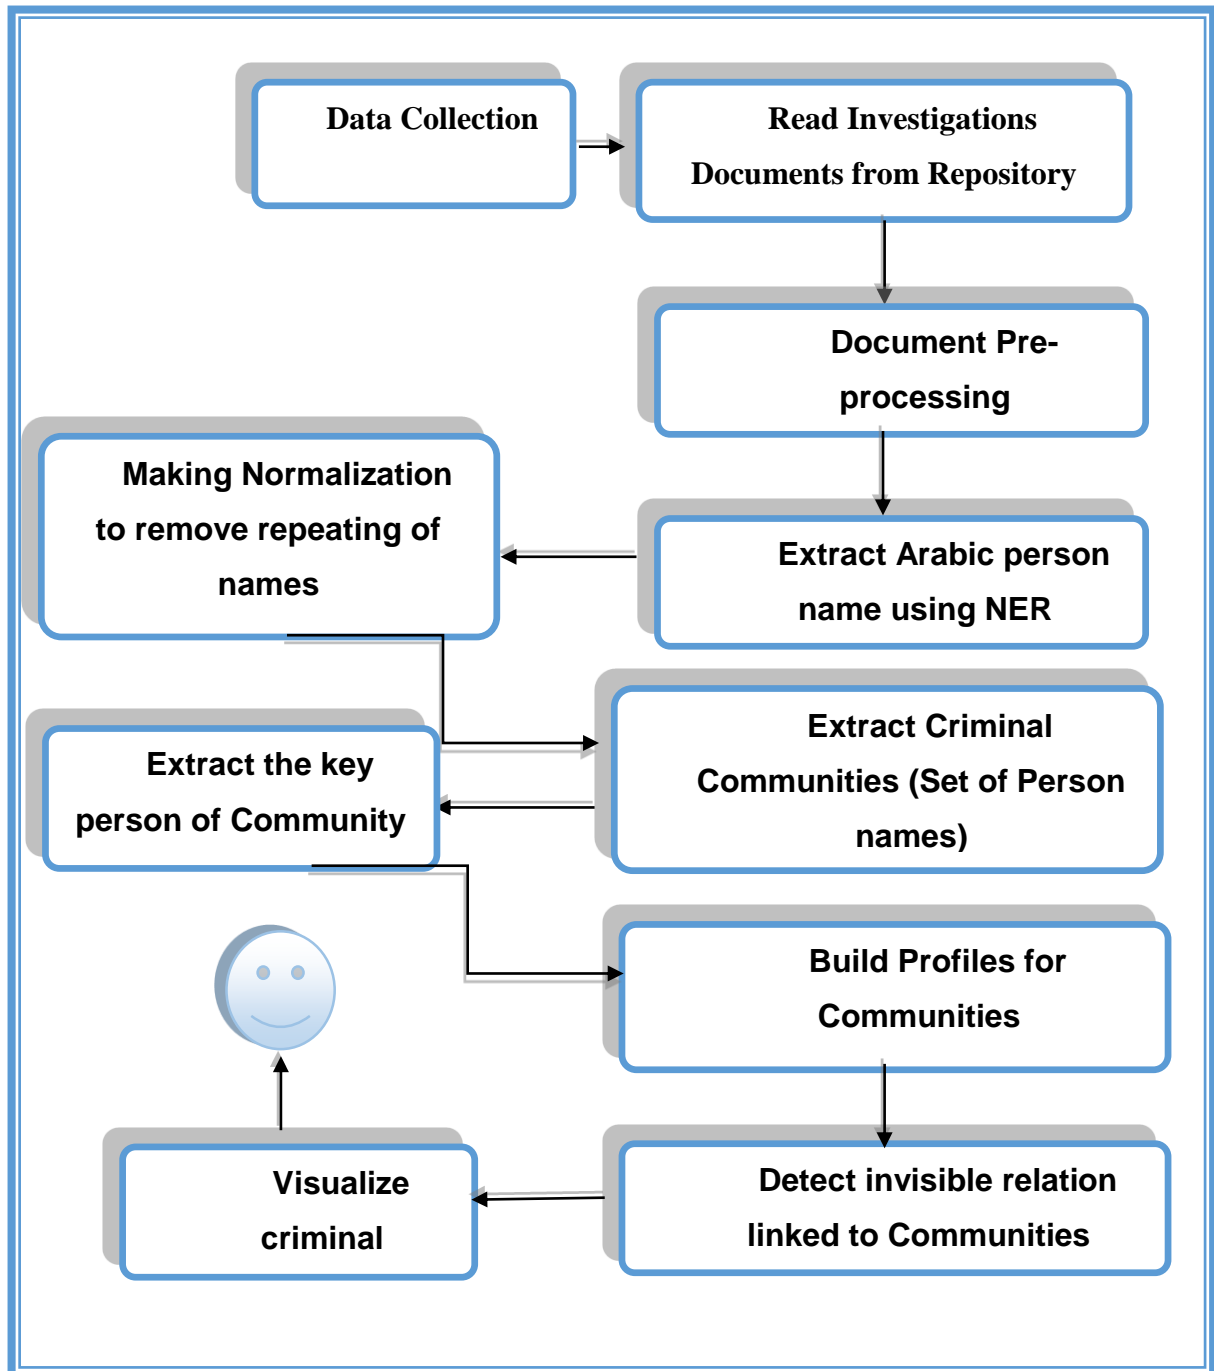 Data Collection
Read Investigations
Documents from Repository
Document Pre-
processing
Extract Arabic person
name using NER
Making Normalization
to remove repeating of
names
Extract Criminal
Communities (Set of Person
names)
Extract the key
person of Community
Build Profiles for
Communities
Detect invisible relation
linked to Communities
Visualize
criminal